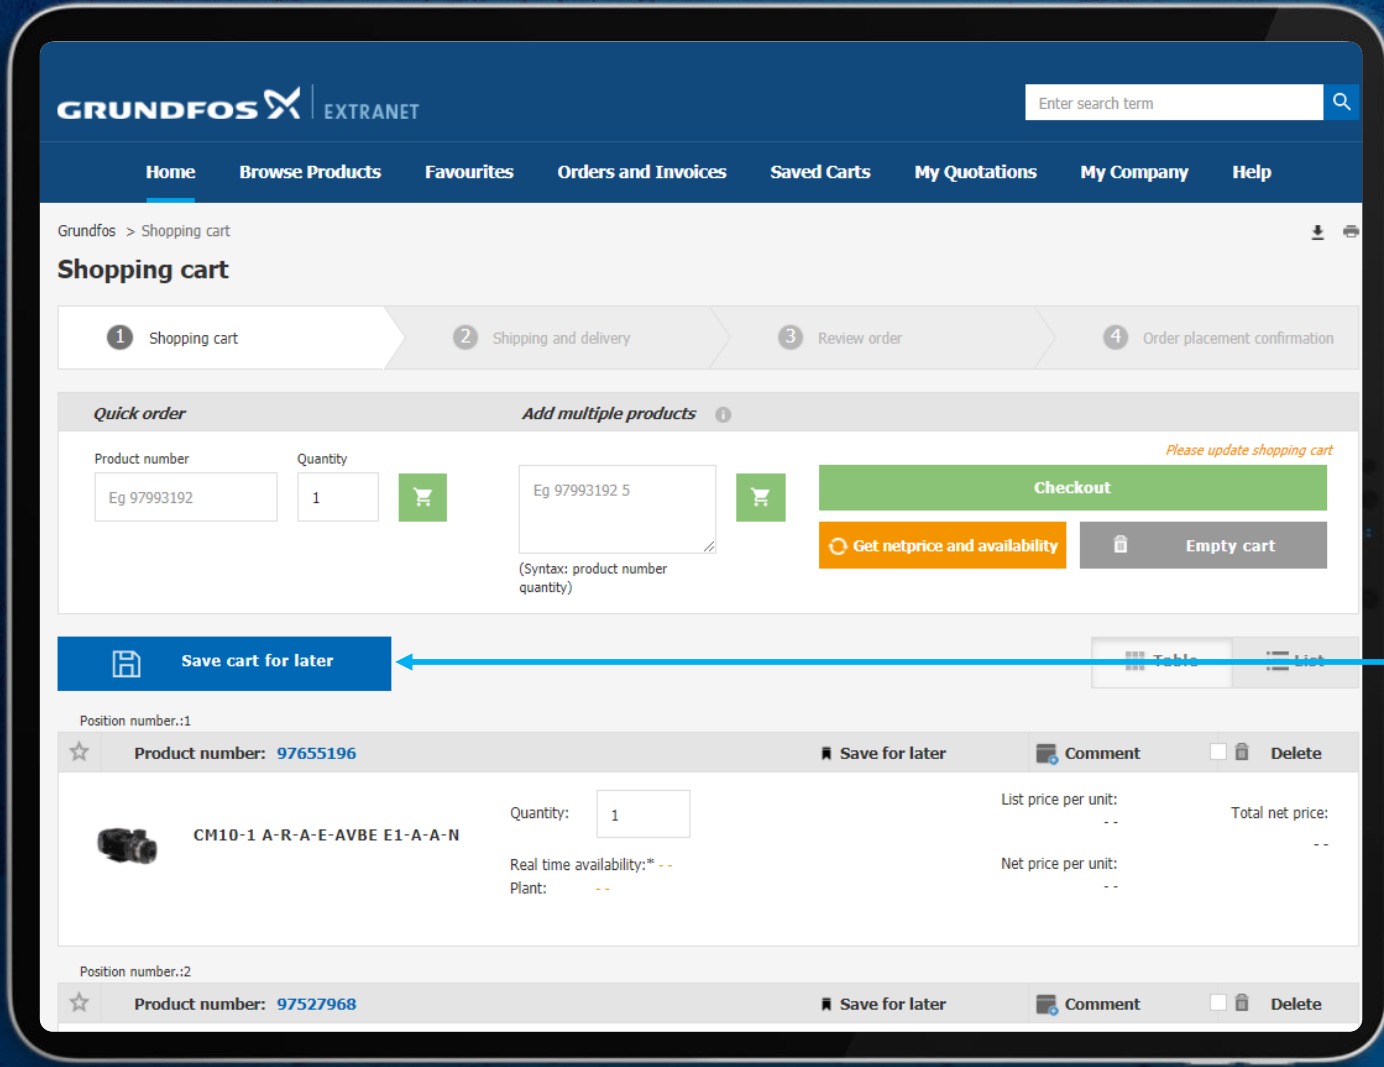 GRUNDFOS EXTRANET
Enter search term
Home Browse Products Favourites Orders and Invoices Saved Carts My Quotations My Company Help
Grundfos > Shopping cart
Shopping cart
1 Shopping cart 2 Shipping and delivery 3 Review order 4 Order placement confirmation
Quick order Add multiple products i
Please update shopping cart
Product number Quantity
Eg 97993192 1 Eg 97993192 5 Checkout
Get netprice and availability Empty cart
(Syntax: product number
quantity)
Save cart for later Table List
Position number.:1
Product number: 97655196 Save for later Comment Delete
CM10-1 A-R-A-E-AVBE E1-A-A-N
Quantity: 1
Real time availability:* - -
Plant: - -
List price per unit:
- -
Net price per unit:
- -
Total net price:
- -
Position number.:2
Product number: 97527968 Save for later Comment Delete